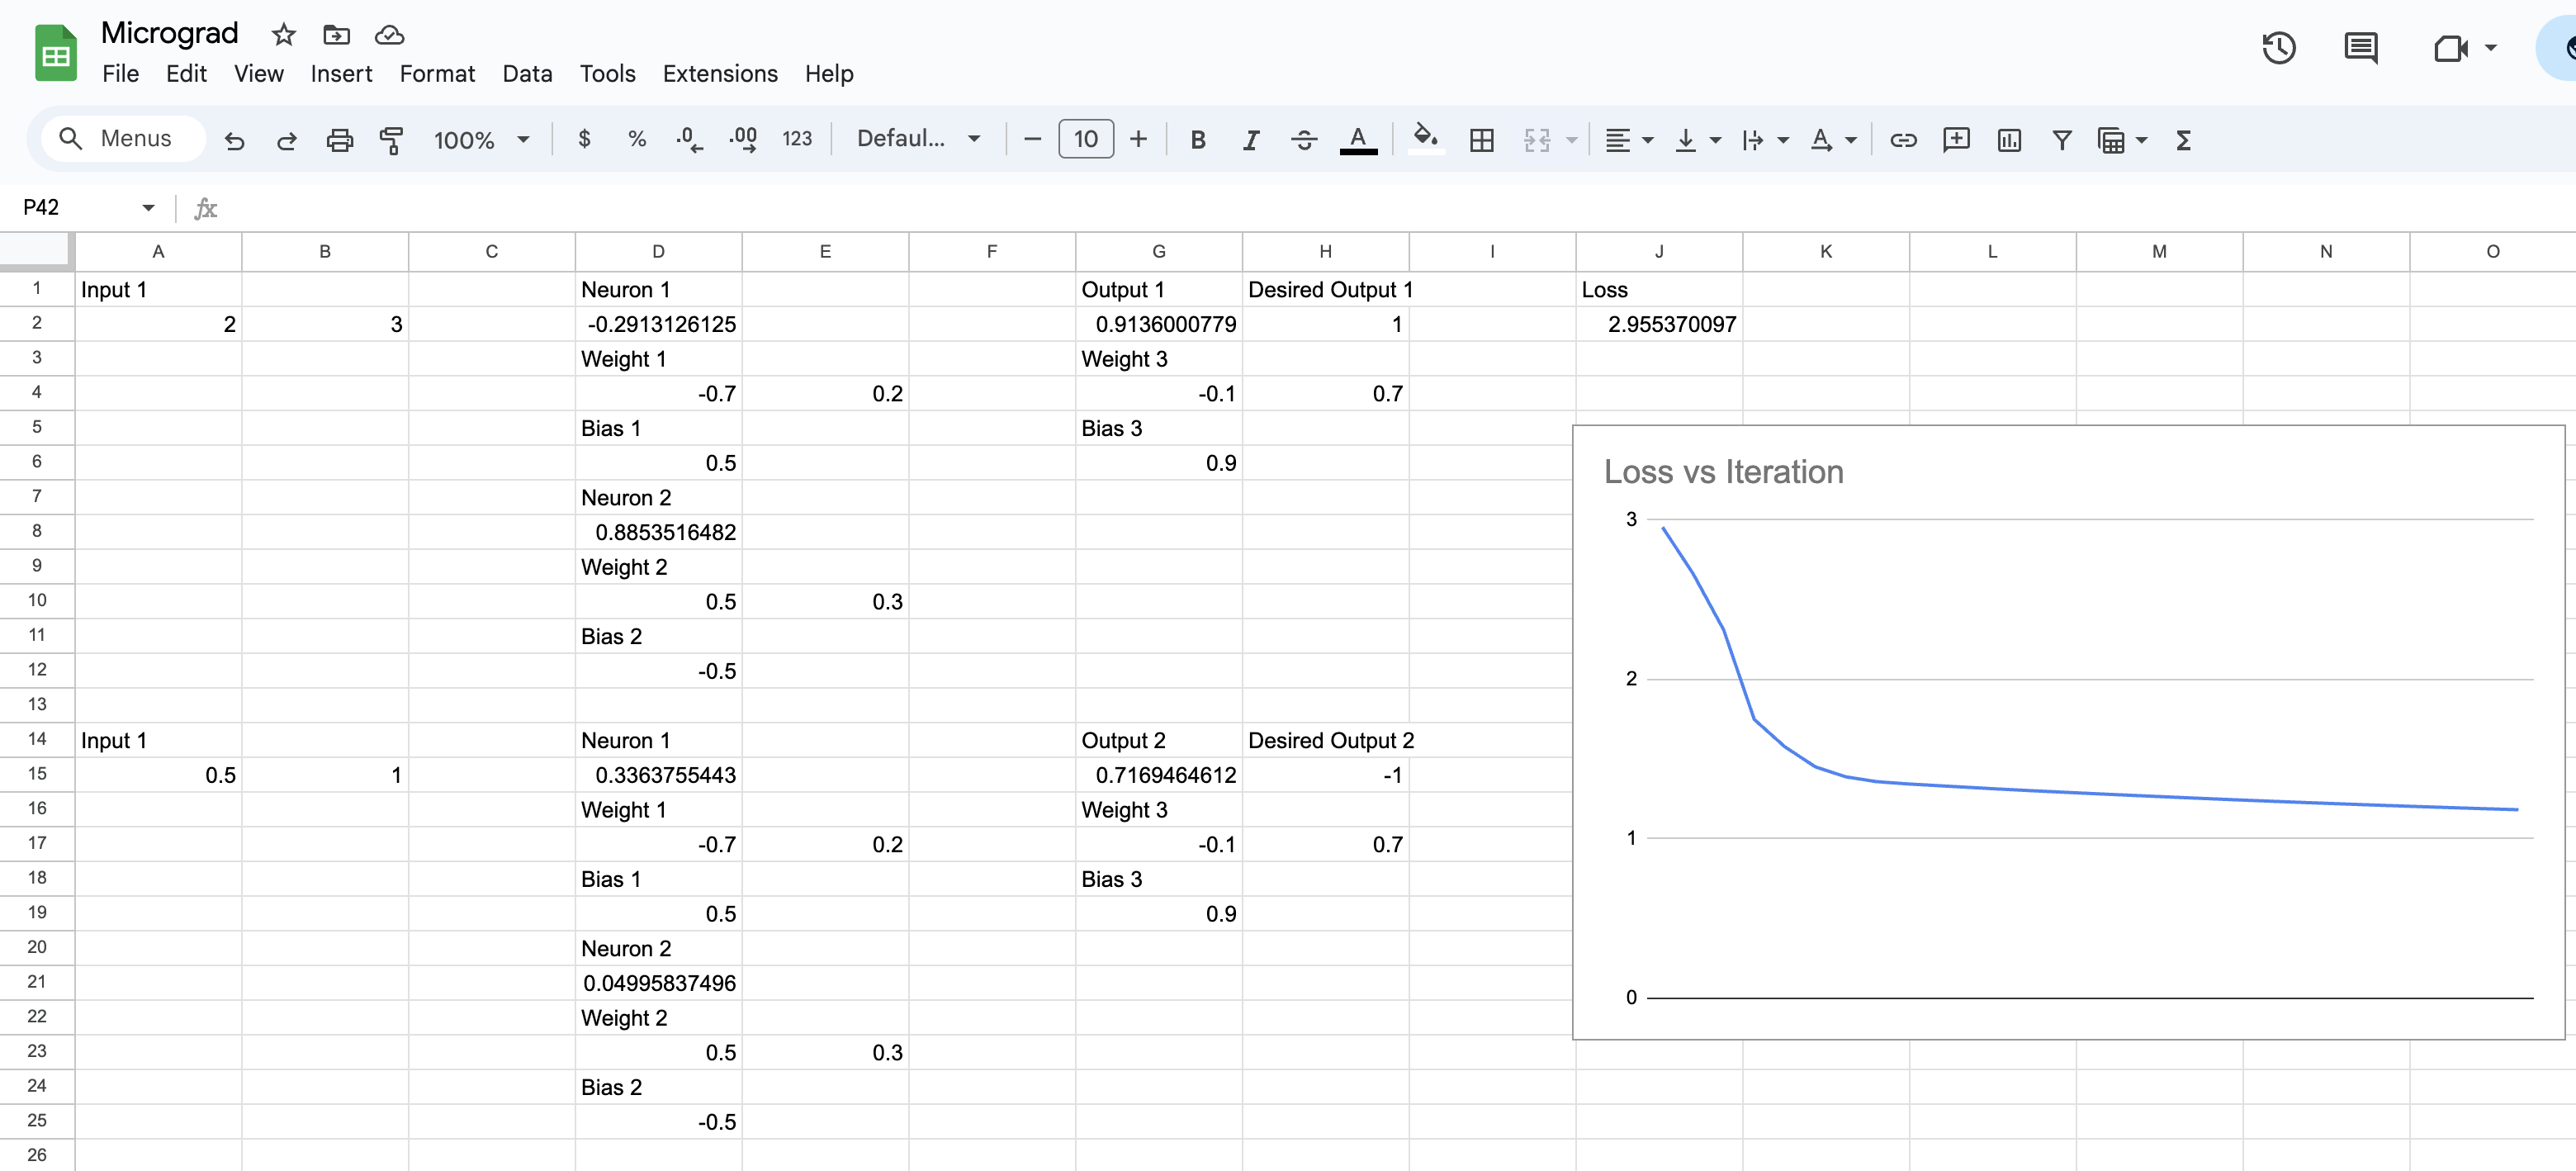 Micrograd
File Edit View Insert Format Data Tools Extensions Help
Menus 100% $ % .0 .00 123 Defaul... − 10 + B I A A Σ
P42 fx
A B C D E F G H I J K L M N O
1 Input 1 Neuron 1 Output 1 Desired Output 1 Loss
2 2 3 -0.2913126125 0.9136000779 1 2.955370097
3 Weight 1 Weight 3
4 -0.7 0.2 -0.1 0.7
5 Bias 1 Bias 3
6 0.5 0.9
7 Neuron 2
8 0.8853516482
9 Weight 2
10 0.5 0.3
11 Bias 2
12 -0.5
13
14 Input 1 Neuron 1 Output 2 Desired Output 2
15 0.5 1 0.3363755443 0.7169464612 -1
16 Weight 1 Weight 3
17 -0.7 0.2 -0.1 0.7
18 Bias 1 Bias 3
19 0.5 0.9
20 Neuron 2
21 0.04995837496
22 Weight 2
23 0.5 0.3
24 Bias 2
25 -0.5
26
Loss vs Iteration
3
2
1
0